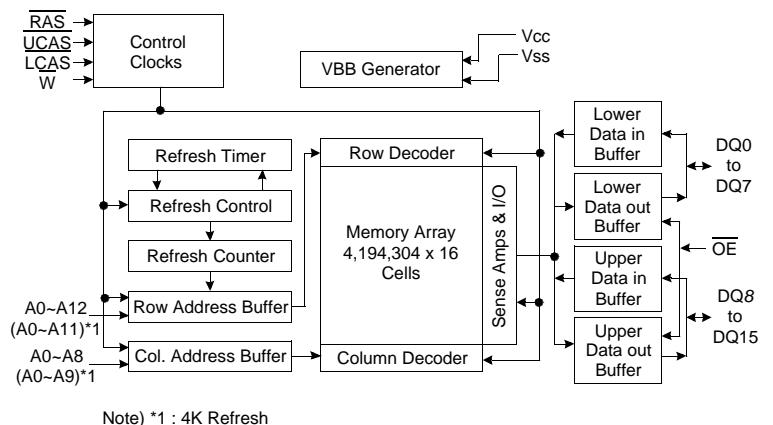 RAS
UCAS
LCAS
W
Control
Clocks
VBB Generator
Vcc
Vss
Refresh Timer
Refresh Control
Refresh Counter
Row Address Buffer
Col. Address Buffer
A0~A12
(A0~A11)*1
A0~A8
(A0~A9)*1
Row Decoder
Memory Array
4,194,304 x 16
Cells
Column Decoder
Sense Amps & I/O
Lower
Data in
Buffer
Lower
Data out
Buffer
Upper
Data in
Buffer
Upper
Data out
Buffer
DQ0
to
DQ7
OE
DQ8
to
DQ15
Note) *1 : 4K Refresh